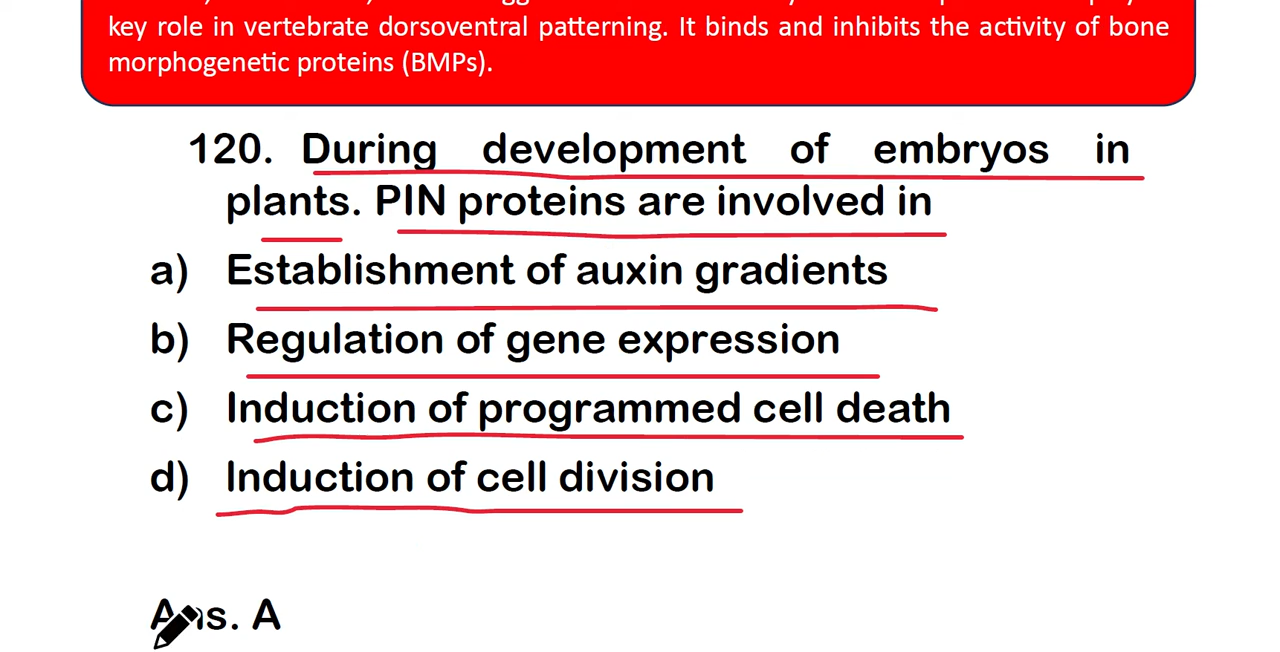 key role in vertebrate dorsoventral patterning. It binds and inhibits the activity of bone
morphogenetic proteins (BMPs).
120. During development of embryos in
plants. PIN proteins are involved in
a) Establishment of auxin gradients
b) Regulation of gene expression
c) Induction of programmed cell death
d) Induction of cell division
Ans. A